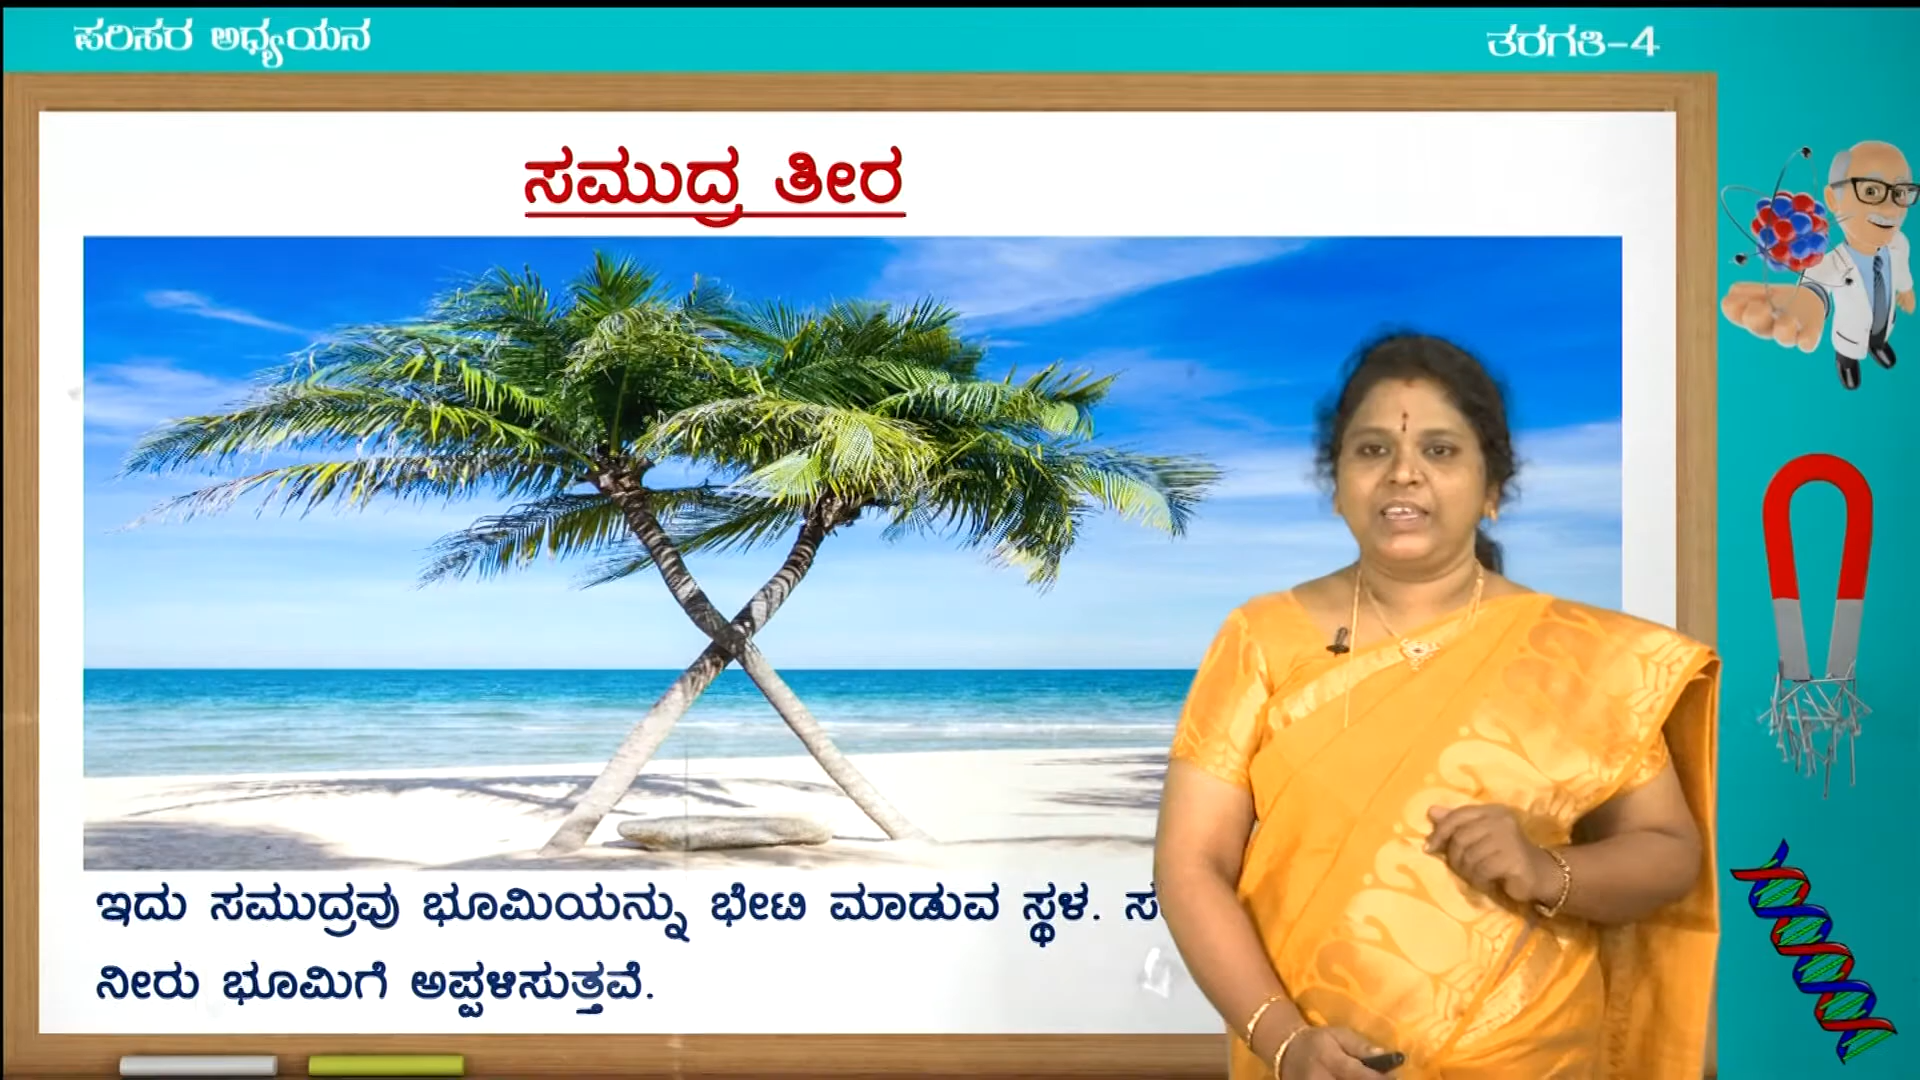 ಪರಿಸರ ಅಧ್ಯಯನ
ತರಗತಿ-4
ಸಮುದ್ರ ತೀರ
ಇದು ಸಮುದ್ರವು ಭೂಮಿಯನ್ನು ಭೇಟಿ ಮಾಡುವ ಸ್ಥಳ.
ನೀರು ಭೂಮಿಗೆ ಅಪ್ಪಳಿಸುತ್ತವೆ.